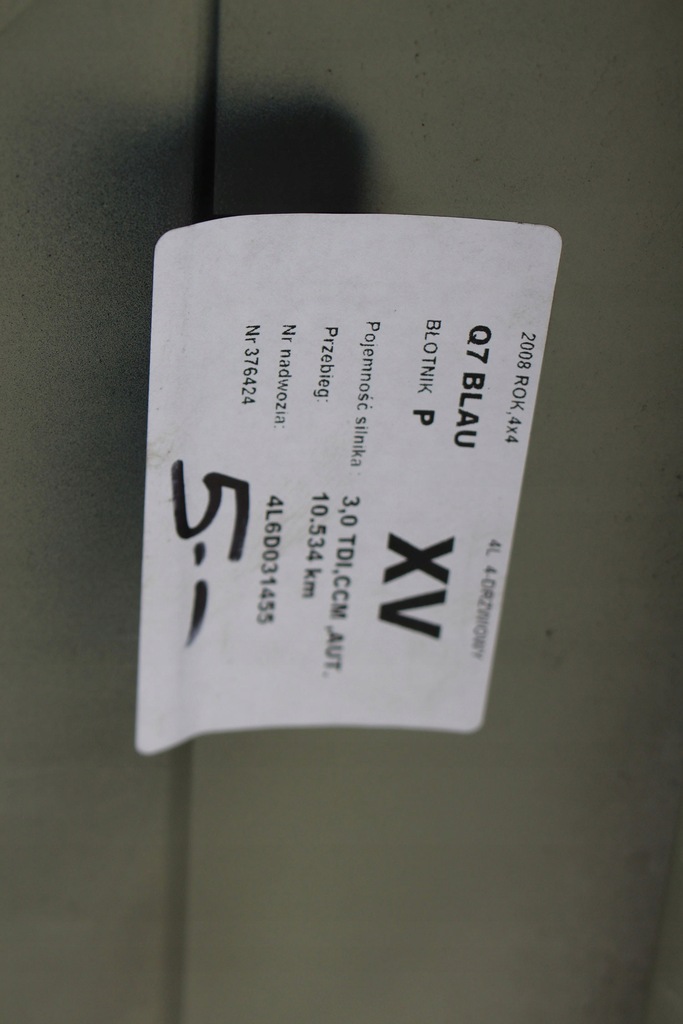 2008 ROK,4x4 4L 4-DRZWIOWY
Q7 BLAU
BŁOTNIK P XV
Pojemność silnika : 3,0 TDI,CCM ,AUT.
Przebieg: 10.534 km
Nr nadwozia: 4L6D031455
Nr 376424
5.-